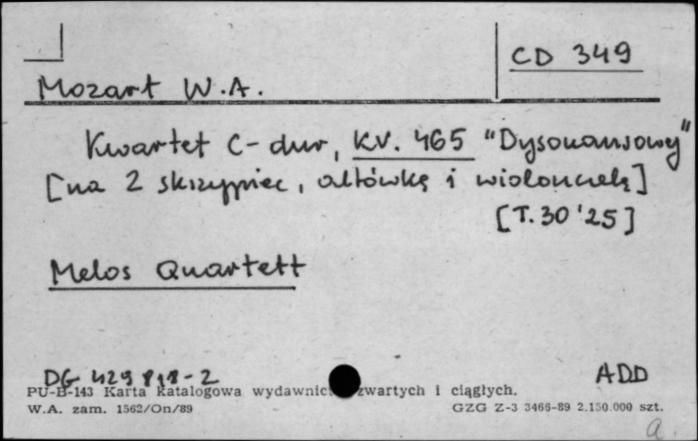 CD 349
Mozart W.A.
Kwartet C-dur, KV. 465 "Dysonansowy"
[na 2 skrzypiec, altówkę i wiolonczelę]
[T. 30'25]
Melos Quartett
DG 429 818-2
ADD
PU-B-143 Karta katalogowa wydawnic zwartych i ciągłych.
W.A. zam. 1562/On/89 GZG Z-3 3466-89 2.150.000 szt.
a.